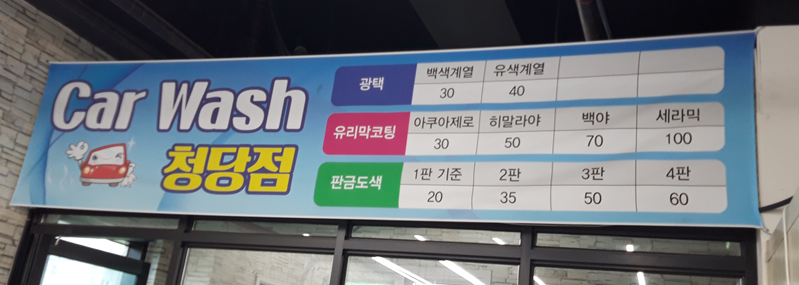 Car Wash
청당점
광택
백색계열 유색계열
30 40
유리막코팅
아쿠아제로 히말라야 백야 세라믹
30 50 70 100
판금도색
1판 기준 2판 3판 4판
20 35 50 60